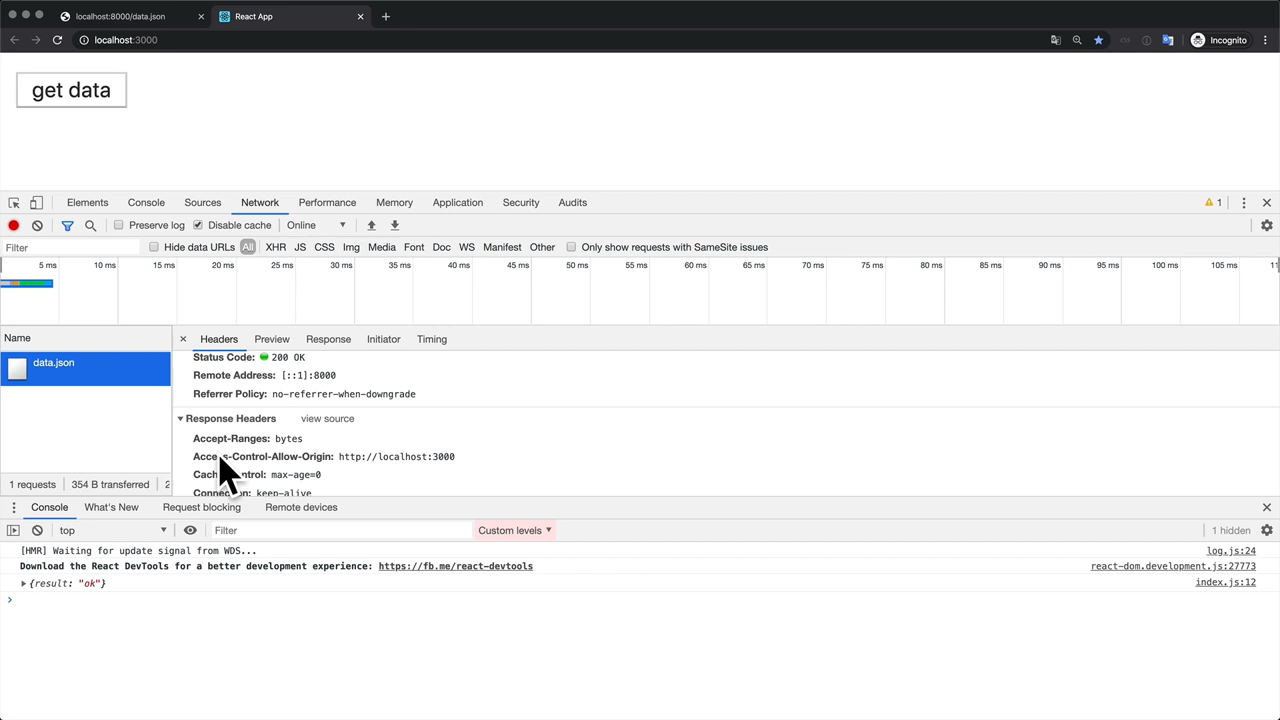 localhost:8000/data.json × React App × +
localhost:3000 Incognito
get data
Elements Console Sources Network Performance Memory Application Security Audits 1
Preserve log Disable cache Online
Filter Hide data URLs All XHR JS CSS Img Media Font Doc WS Manifest Other Only show requests with SameSite issues
5 ms 10 ms 15 ms 20 ms 25 ms 30 ms 35 ms 40 ms 45 ms 50 ms 55 ms 60 ms 65 ms 70 ms 75 ms 80 ms 85 ms 90 ms 95 ms 100 ms 105 ms 11
Name × Headers Preview Response Initiator Timing
data.json
Status Code: 200 OK
Remote Address: [::1]:8000
Referrer Policy: no-referrer-when-downgrade
Response Headers view source
Accept-Ranges: bytes
Access-Control-Allow-Origin: http://localhost:3000
Cache-Control: max-age=0
Connection: keep-alive
1 requests 354 B transferred 2
Console What's New Request blocking Remote devices
top Filter Custom levels 1 hidden
[HMR] Waiting for update signal from WDS... log.js:24
Download the React DevTools for a better development experience: https://fb.me/react-devtools react-dom.development.js:27773
{result: "ok"} index.js:12
>